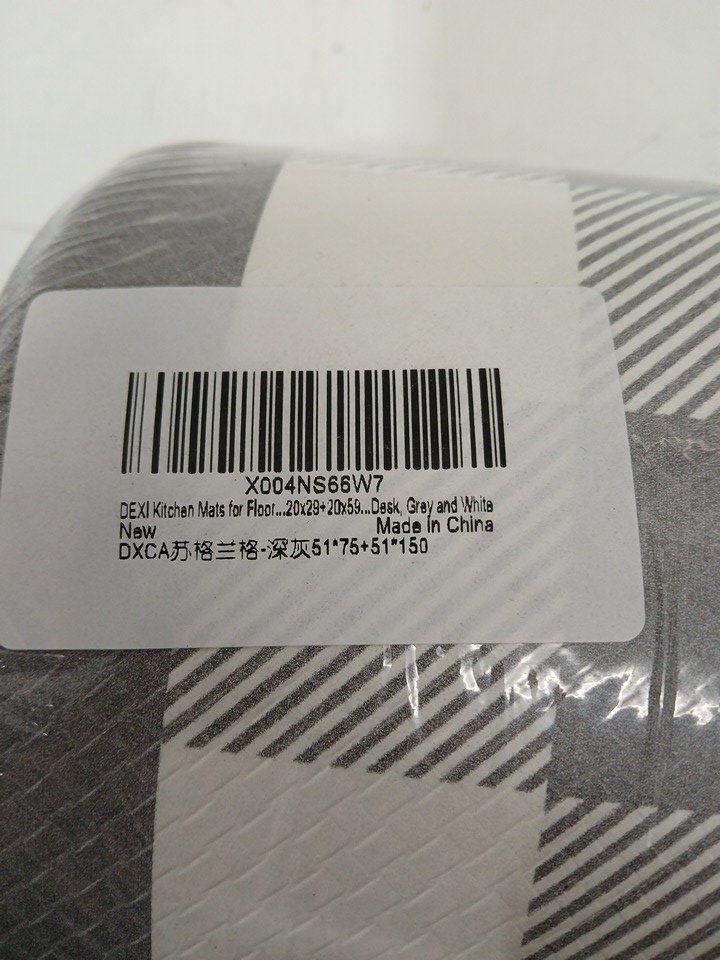 X004NS66W7
DEXI Kitchen Mats for Floor...20x29+20x59...Desk, Grey and White
New Made in China
DXCA苏格兰格-深灰51*75+51*150